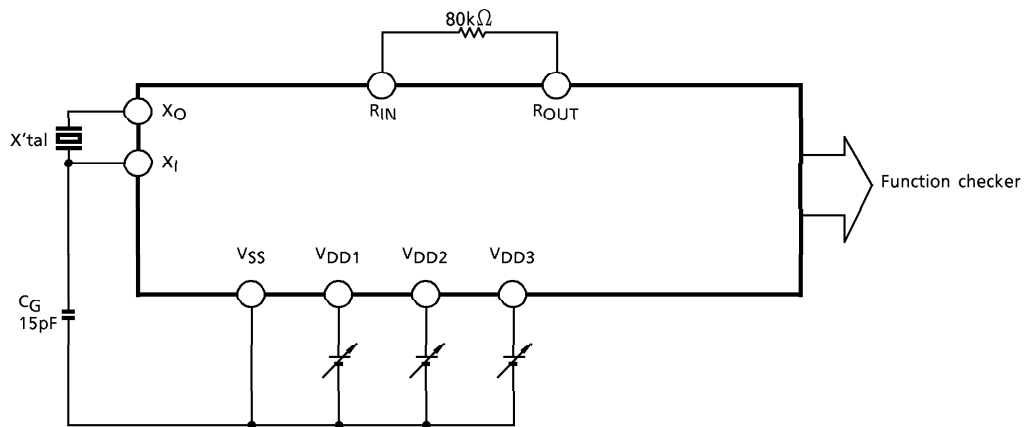 80kΩ
RIN
ROUT
XO
X'tal
XI
Function checker
VSS
VDD1
VDD2
VDD3
CG
15pF